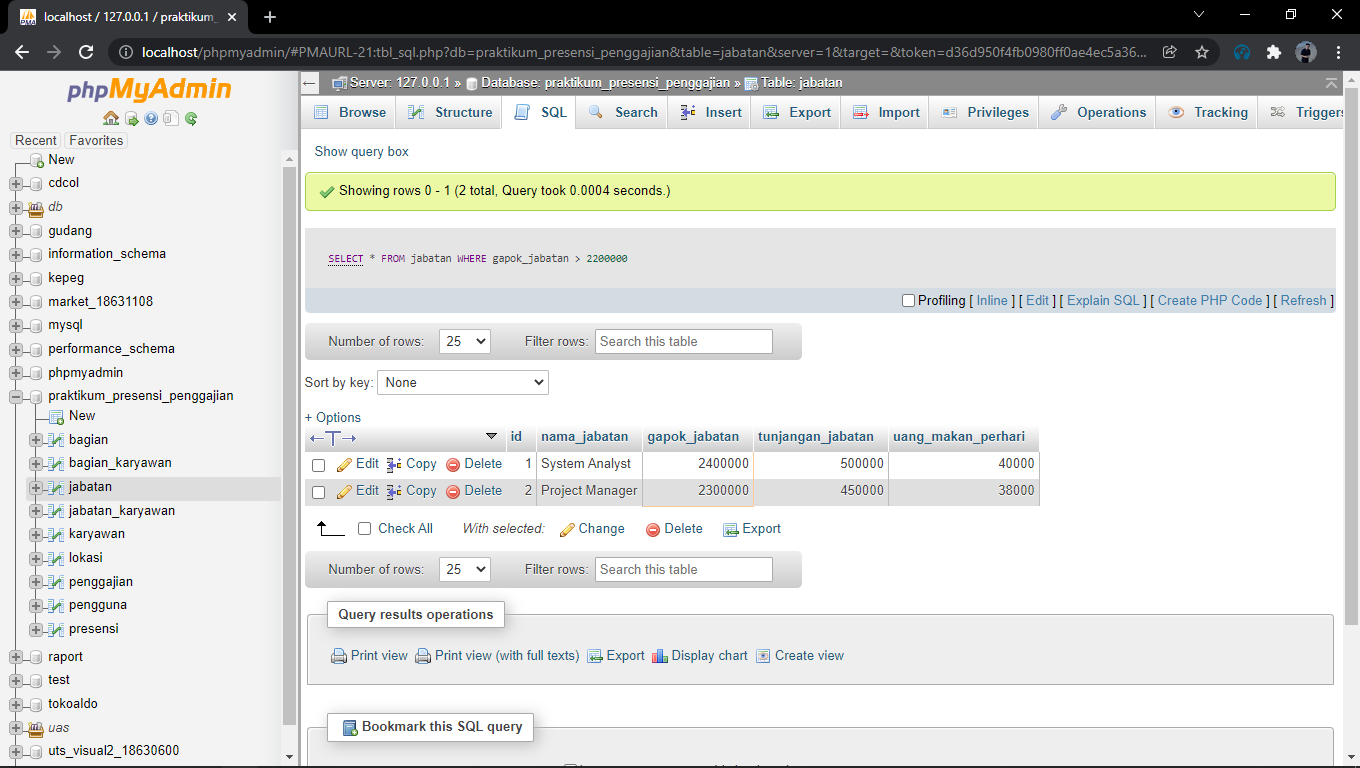 localhost / 127.0.0.1 / praktikum_
localhost/phpmyadmin/#PMAURL-21:tbl_sql.php?db=praktikum_presensi_penggajian&table=jabatan&server=1&target=&token=d36d950f4fb0980ff0ae4ec5a36...
phpMyAdmin
Recent Favorites
New
cdcol
db
gudang
information_schema
kepeg
market_18631108
mysql
performance_schema
phpmyadmin
praktikum_presensi_penggajian
New
bagian
bagian_karyawan
jabatan
jabatan_karyawan
karyawan
lokasi
penggajian
pengguna
presensi
raport
test
tokoaldo
uas
uts_visual2_18630600
Server: 127.0.0.1 » Database: praktikum_presensi_penggajian » Table: jabatan
Browse Structure SQL Search Insert Export Import Privileges Operations Tracking Triggers
Show query box
Showing rows 0 - 1 (2 total, Query took 0.0004 seconds.)
SELECT * FROM jabatan WHERE gapok_jabatan > 2200000
Profiling [ Inline ] [ Edit ] [ Explain SQL ] [ Create PHP Code ] [ Refresh ]
Number of rows: 25 Filter rows: Search this table
Sort by key: None
+ Options
id nama_jabatan gapok_jabatan tunjangan_jabatan uang_makan_perhari
Edit Copy Delete 1 System Analyst 2400000 500000 40000
Edit Copy Delete 2 Project Manager 2300000 450000 38000
Check All With selected: Change Delete Export
Number of rows: 25 Filter rows: Search this table
Query results operations
Print view Print view (with full texts) Export Display chart Create view
Bookmark this SQL query